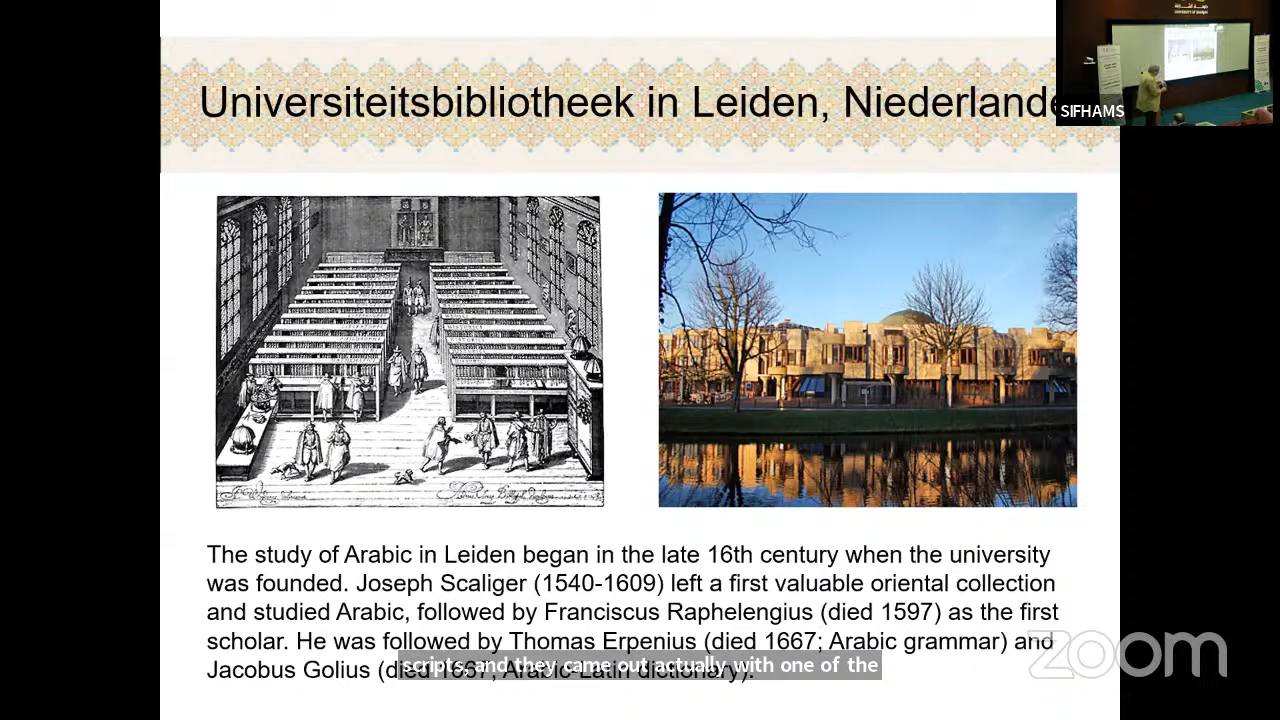 Universiteitsbibliotheek in Leiden, Niederlande
SIFHAMS
The study of Arabic in Leiden began in the late 16th century when the university
was founded. Joseph Scaliger (1540-1609) left a first valuable oriental collection
and studied Arabic, followed by Franciscus Raphelengius (died 1597) as the first
scholar. He was followed by Thomas Erpenius (died 1667; Arabic grammar) and
Jacobus Golius (died 1667; Arabic-Latin dictionary).
scripts, and they came out actually with one of the
zoom